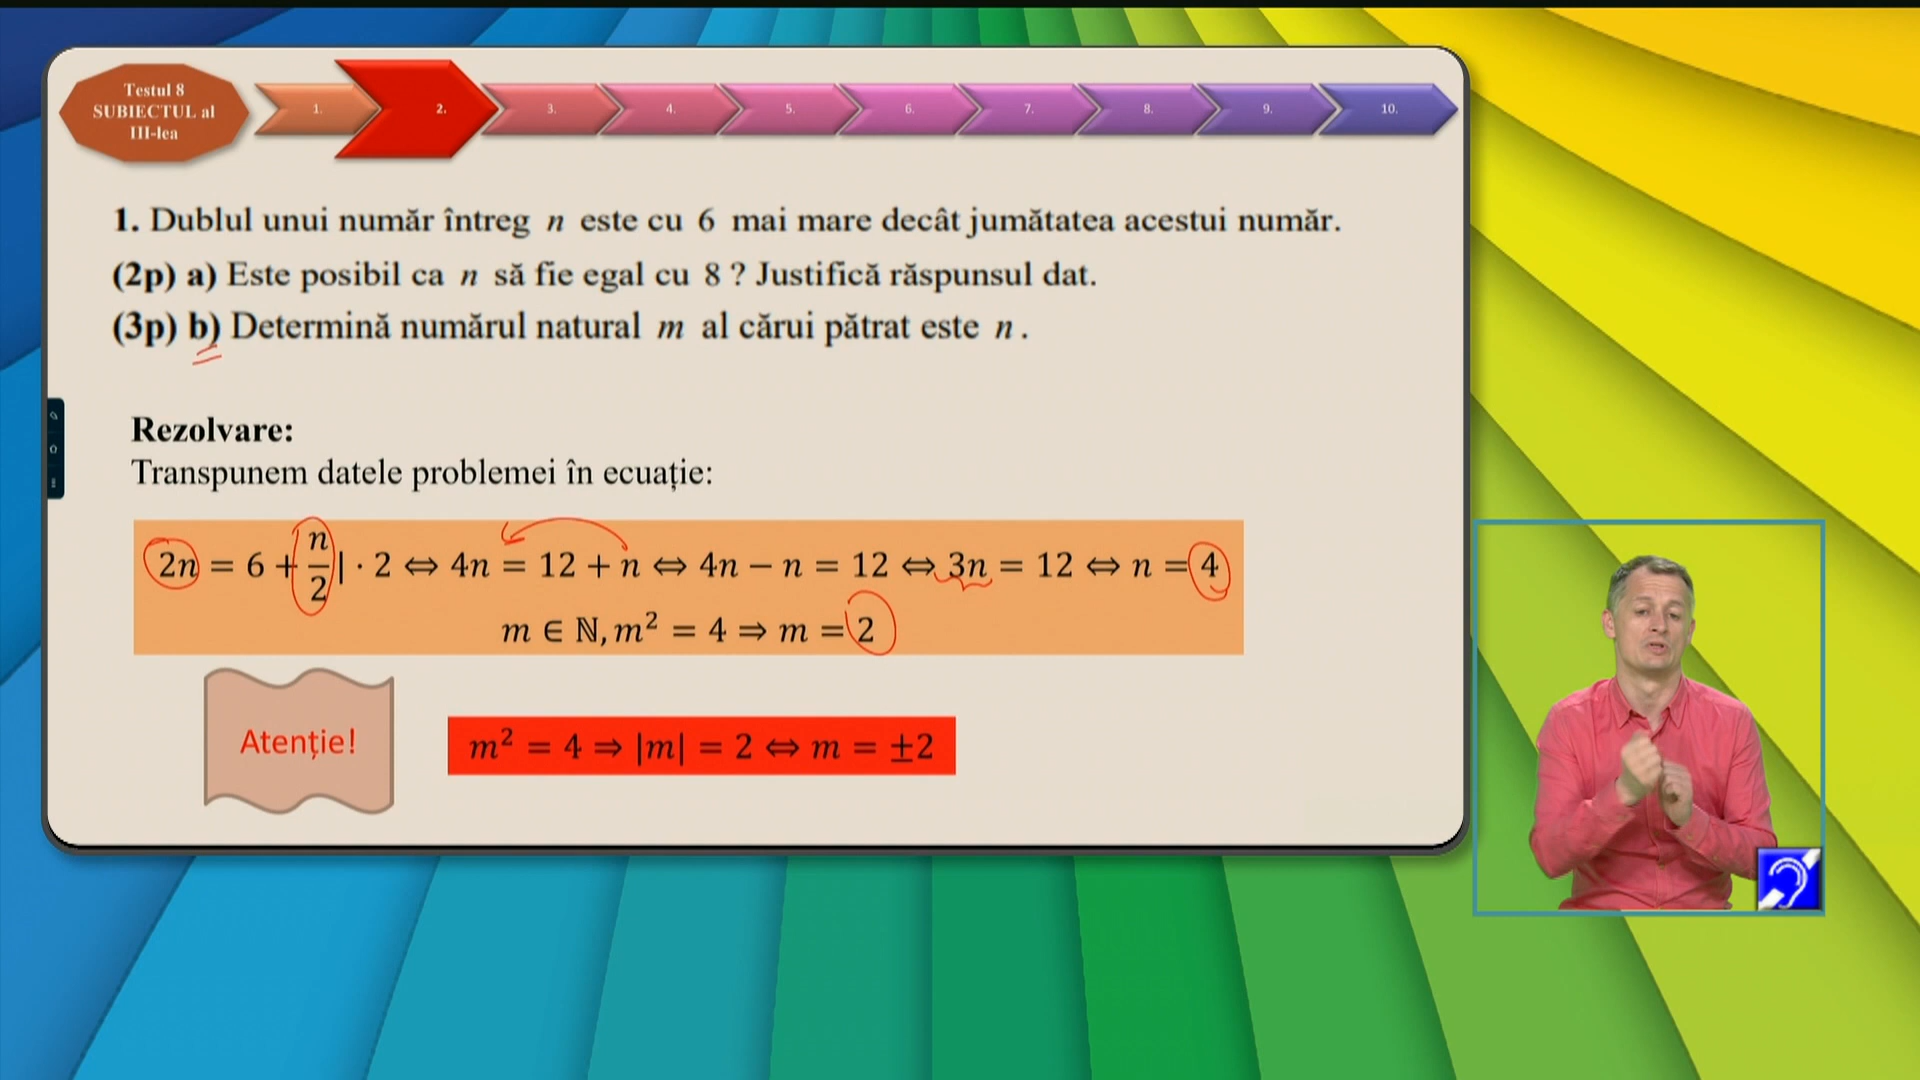 Testul 8
SUBIECTUL al
III-lea
1.
2.
3.
4.
5.
6.
7.
8.
9.
10.
1. Dublul unui număr întreg n este cu 6 mai mare decât jumătatea acestui număr.
(2p) a) Este posibil ca n să fie egal cu 8 ? Justifică răspunsul dat.
(3p) b) Determină numărul natural m al cărui pătrat este n .
Rezolvare:
Transpunem datele problemei în ecuație:
2n = 6 + n/2 | · 2 ⇔ 4n = 12 + n ⇔ 4n − n = 12 ⇔ 3n = 12 ⇔ n = 4
m ∈ ℕ, m² = 4 ⇒ m = 2
Atenție!
m² = 4 ⇒ |m| = 2 ⇔ m = ±2